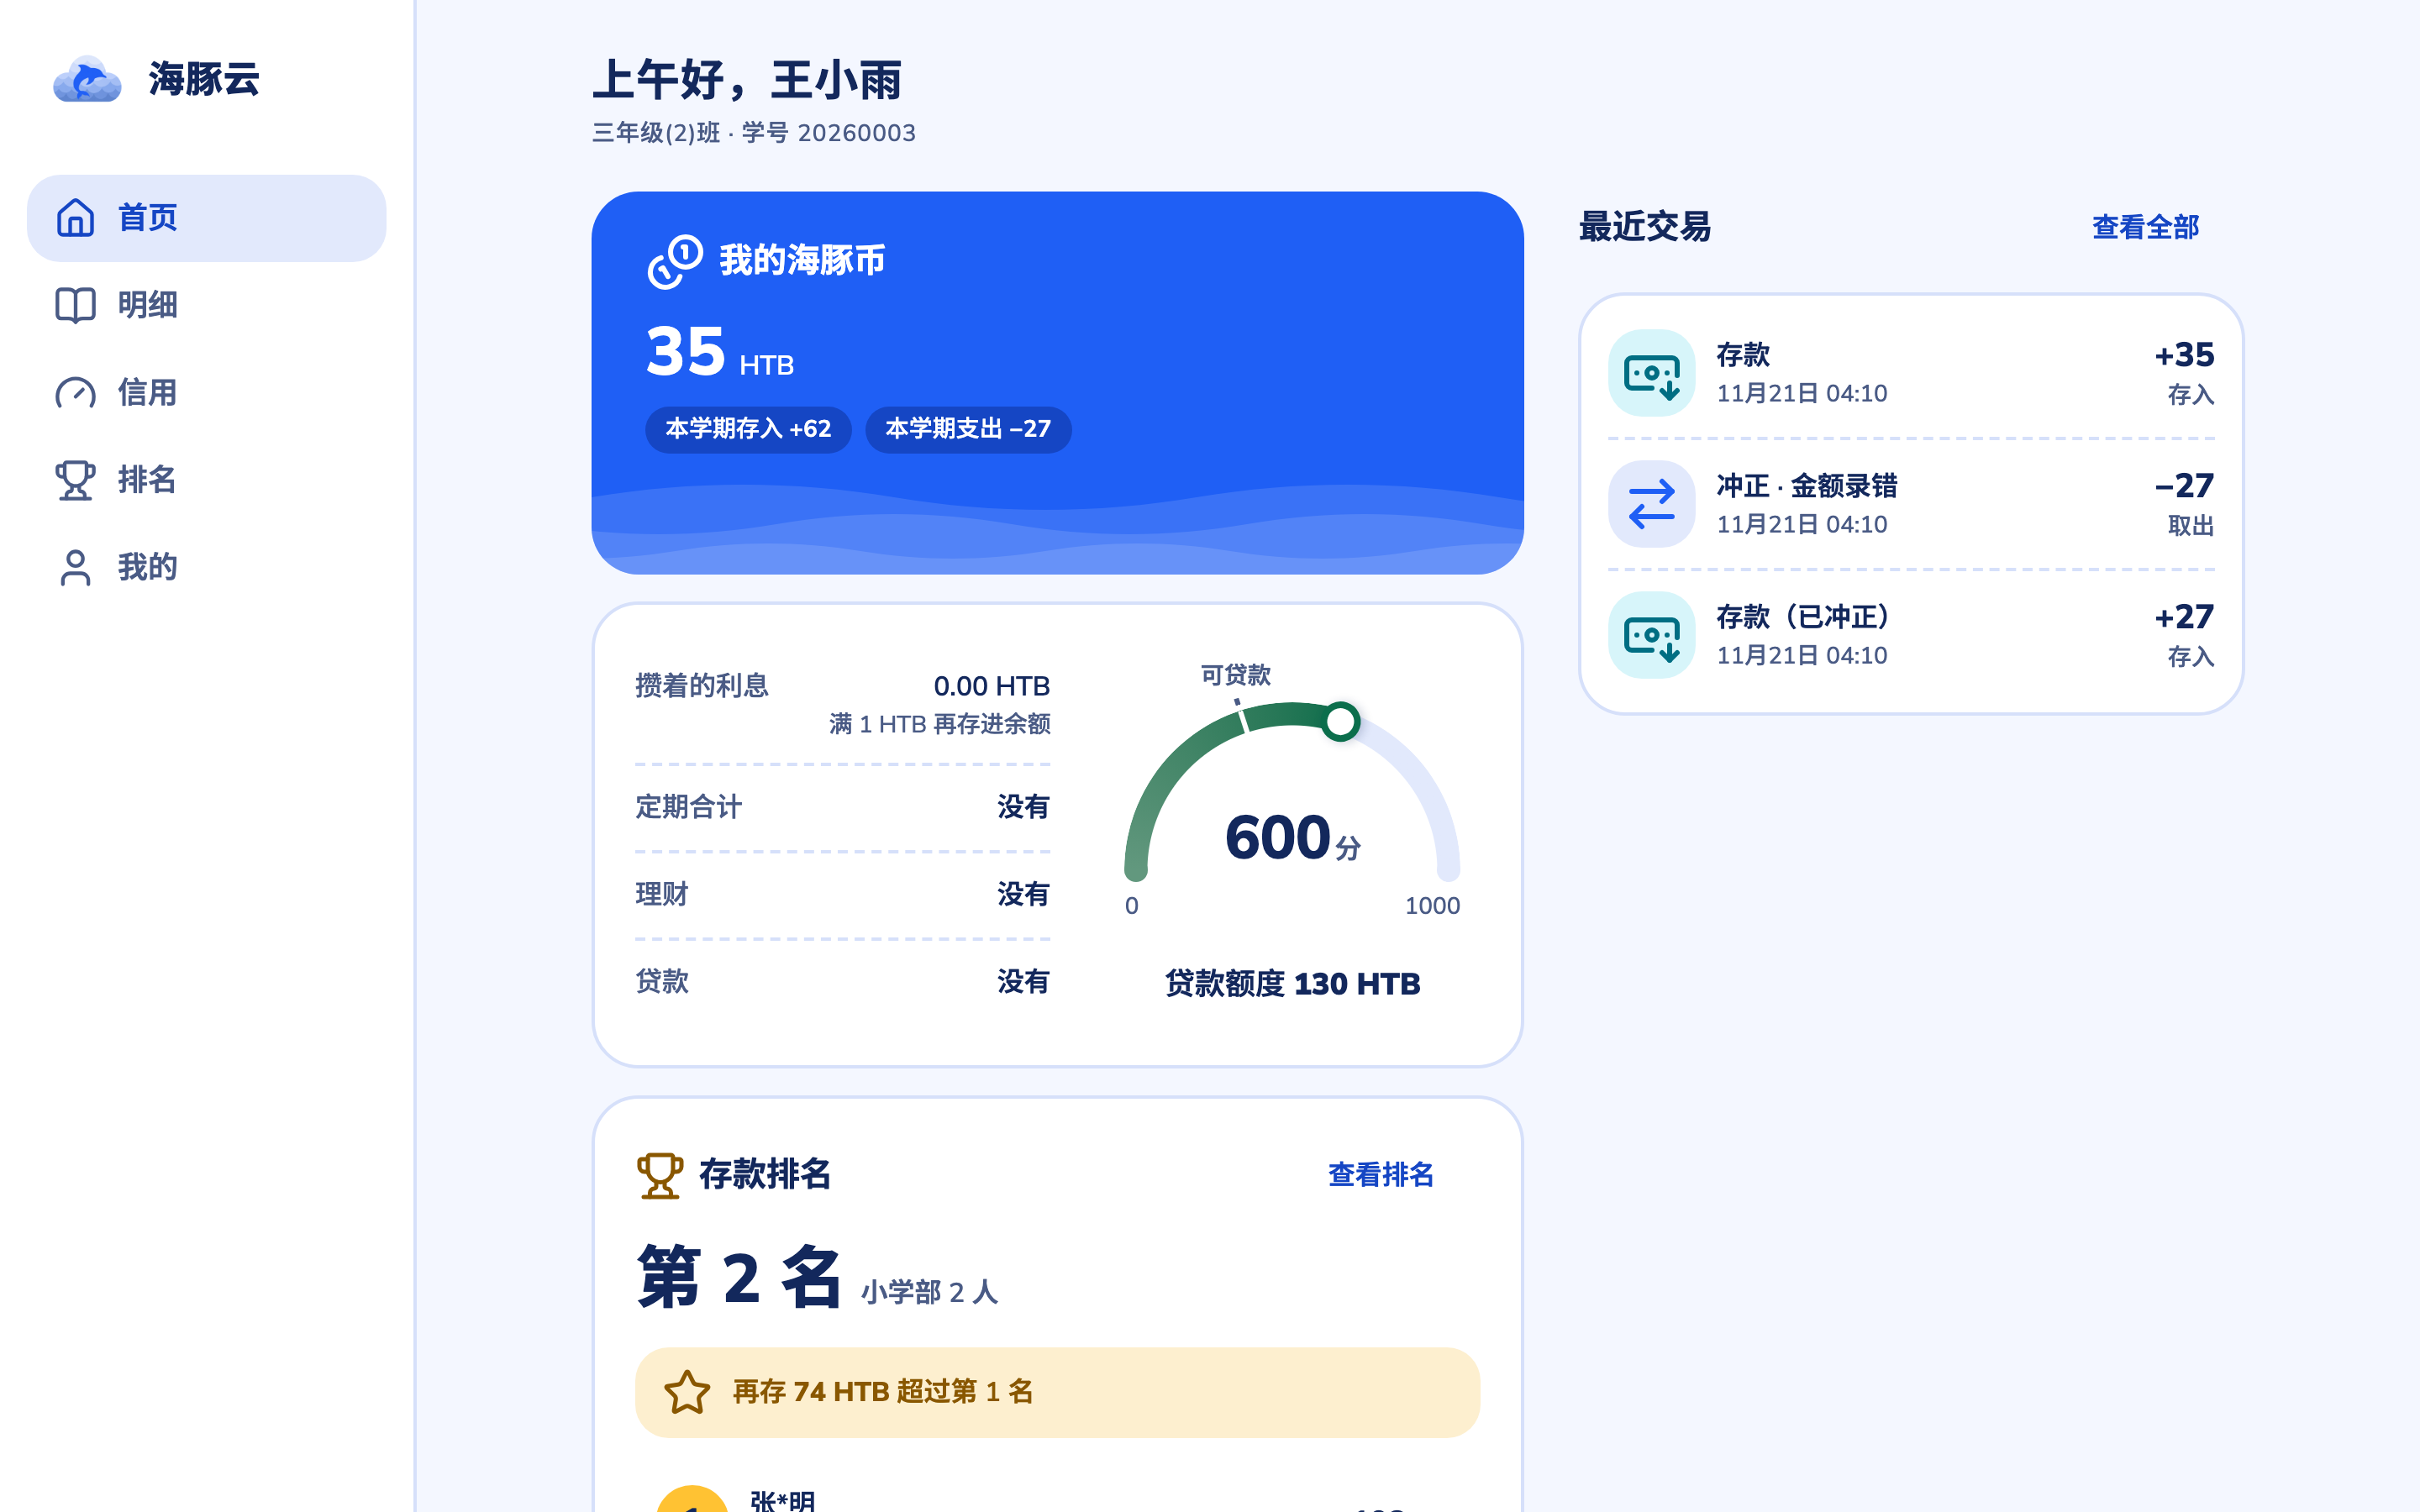 海豚云
首页
明细
信用
排名
我的
上午好，王小雨
三年级(2)班 · 学号 20260003
我的海豚币
35 HTB
本学期存入 +62
本学期支出 −27
攒着的利息
0.00 HTB
满 1 HTB 再存进余额
定期合计
没有
理财
没有
贷款
没有
可贷款
600分
0
1000
贷款额度 130 HTB
存款排名
查看排名
第 2 名 小学部 2 人
再存 74 HTB 超过第 1 名
张*明
最近交易
查看全部
存款
11月21日 04:10
+35
存入
冲正 · 金额录错
11月21日 04:10
−27
取出
存款（已冲正）
11月21日 04:10
+27
存入